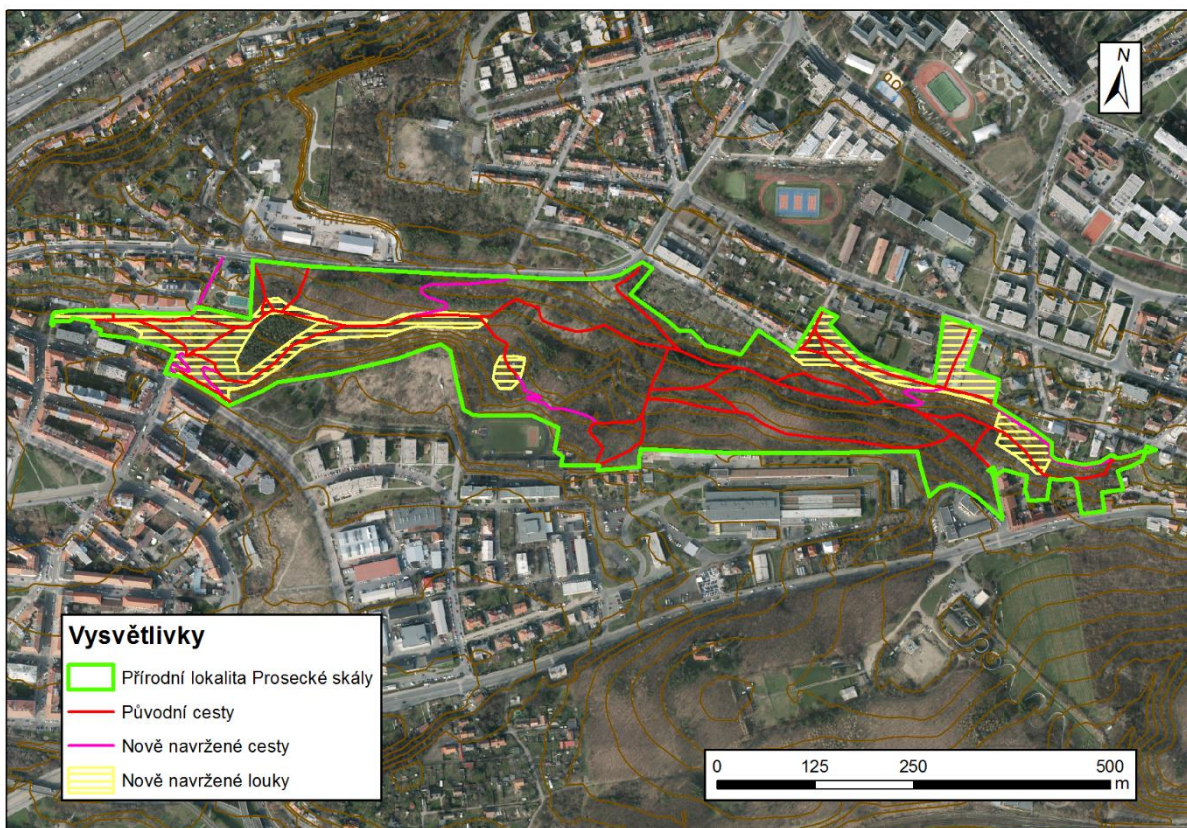 N
Vysvětlivky
Přírodní lokalita Prosecké skály
Původní cesty
Nově navržené cesty
Nově navržené louky
0 125 250 500
m